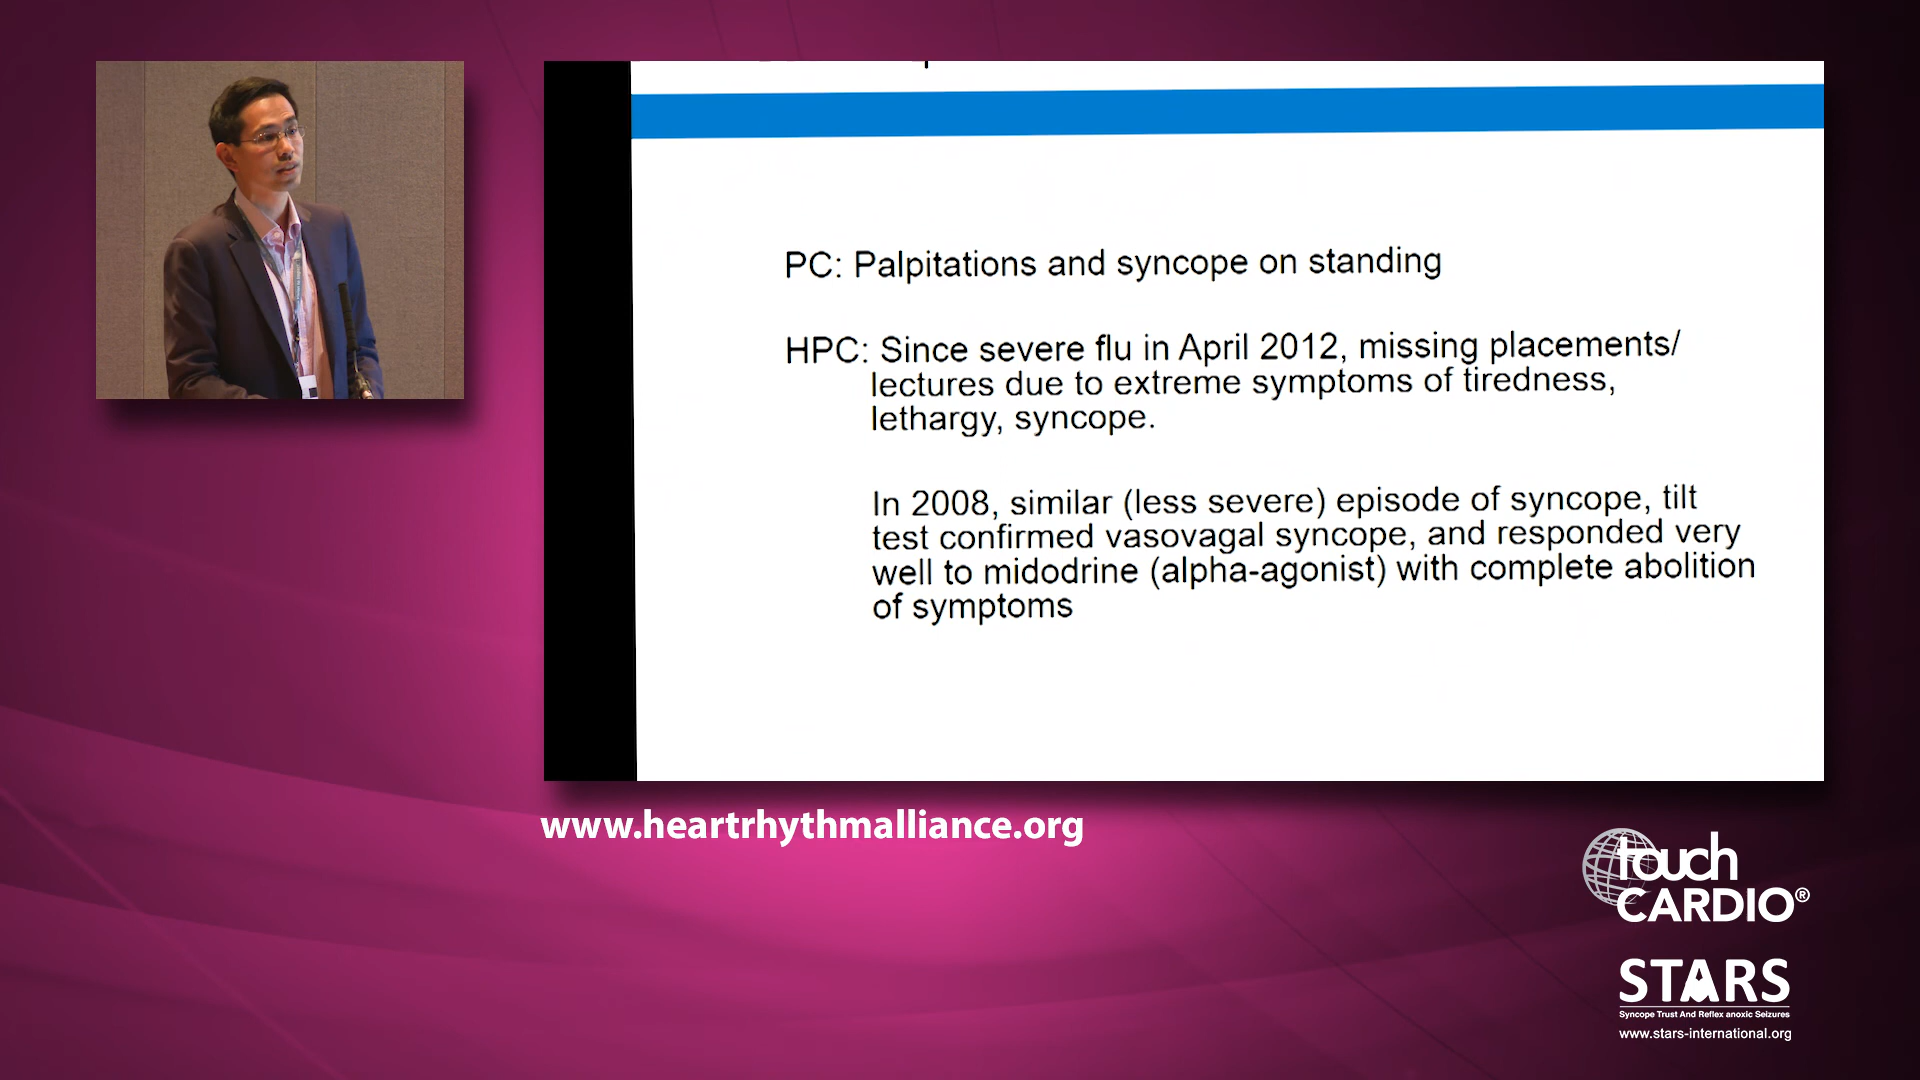 PC: Palpitations and syncope on standing
HPC: Since severe flu in April 2012, missing placements/
lectures due to extreme symptoms of tiredness,
lethargy, syncope.
In 2008, similar (less severe) episode of syncope, tilt
test confirmed vasovagal syncope, and responded very
well to midodrine (alpha-agonist) with complete abolition
of symptoms
www.heartrhythmalliance.org
touch
CARDIO®
STARS
Syncope Trust And Reflex anoxic Seizures
www.stars-international.org